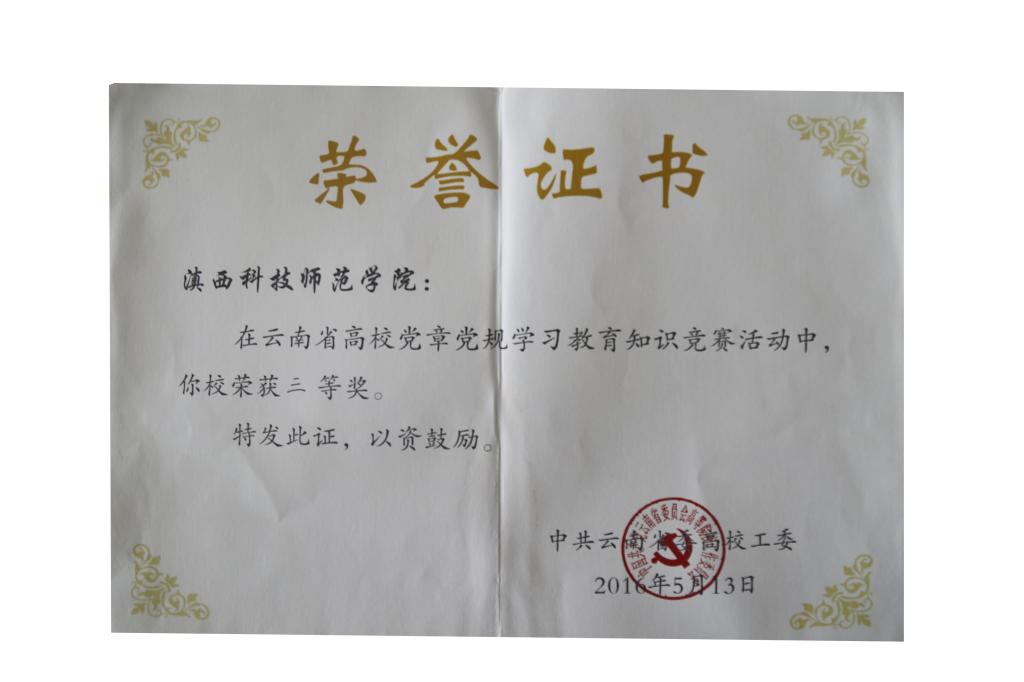 荣誉证书
滇西科技师范学院：
在云南省高校党章党规学习教育知识竞赛活动中，
你校荣获三 等奖。
特发此证，以资鼓励。
中共云南省委高校工委
2016年5月13日